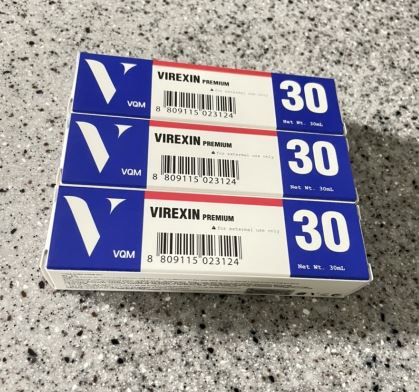 VQM
VIREXIN PREMIUM
for external use only
8 809115 023124
30
Net Wt. 30mL
VQM
VIREXIN PREMIUM
for external use only
8 809115 023124
30
Net Wt. 30mL
VQM
VIREXIN PREMIUM
for external use only
8 809115 023124
30
Net Wt. 30mL